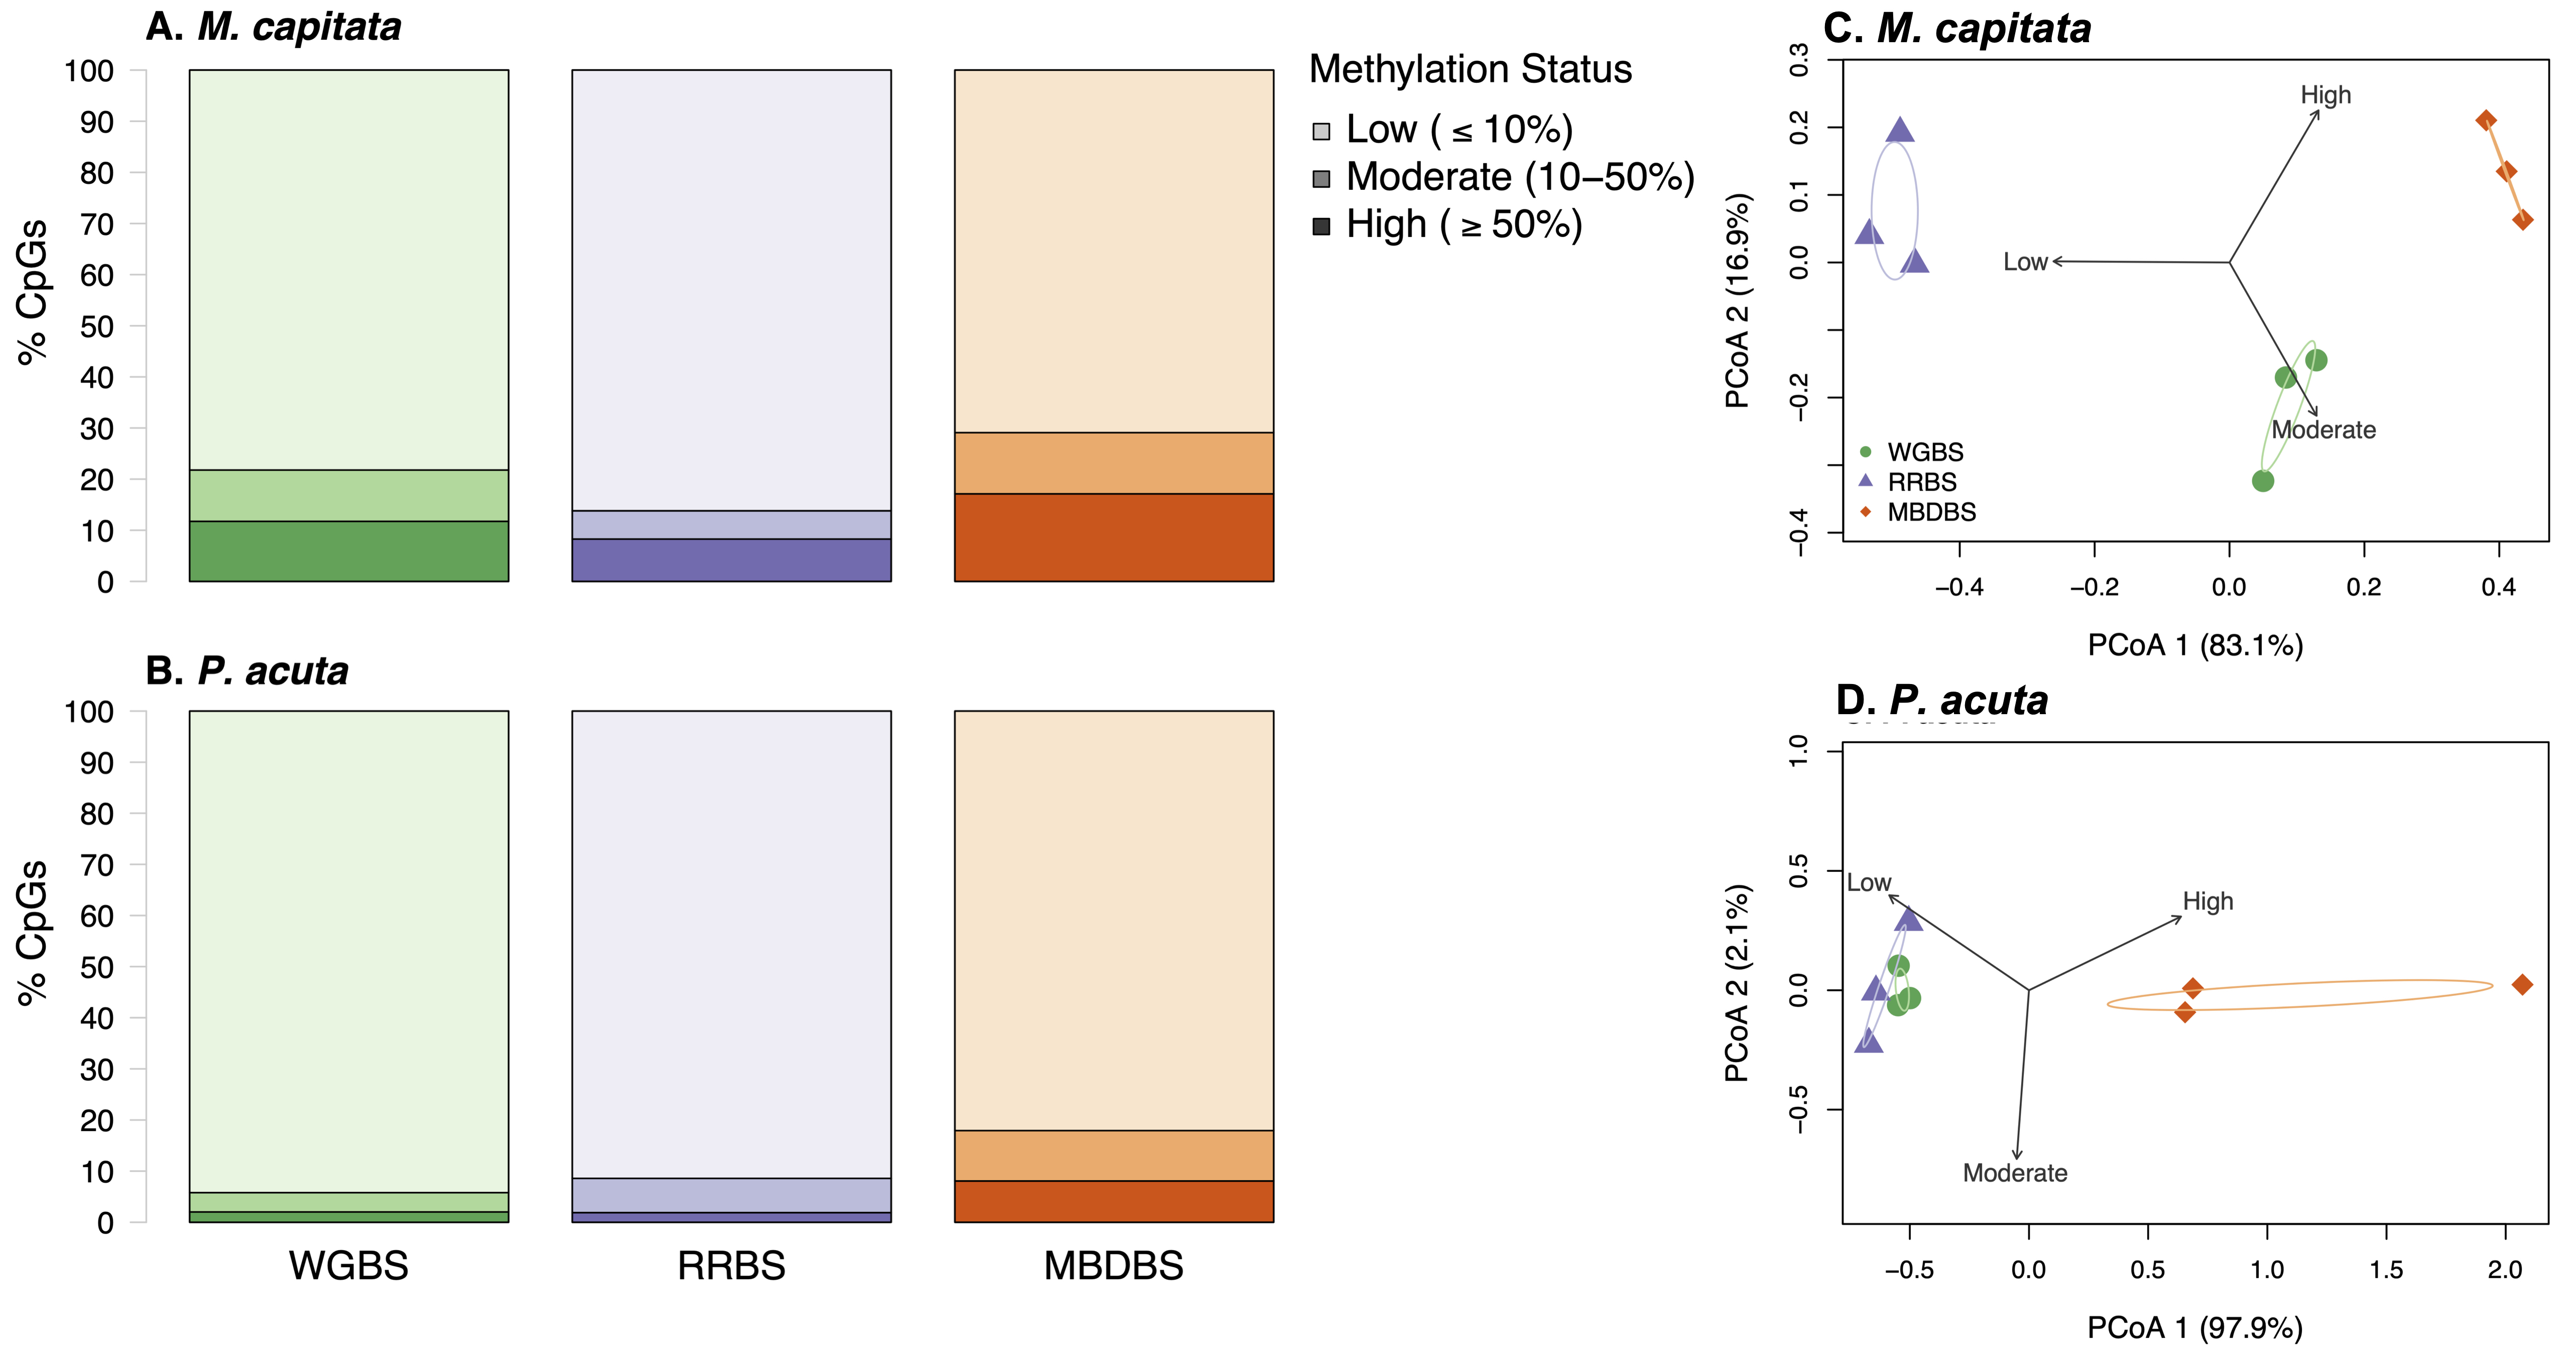 A. M. capitata
100
90
80
70
60
50
40
30
20
10
0
% CpGs
Methylation Status
Low ( ≤ 10%)
Moderate (10–50%)
High ( ≥ 50%)
B. P. acuta
100
90
80
70
60
50
40
30
20
10
0
% CpGs
WGBS RRBS MBDBS
C. M. capitata
0.3
0.2
0.1
0.0
−0.2
−0.4
PCoA 2 (16.9%)
High
Low
Moderate
WGBS
RRBS
MBDBS
−0.4 −0.2 0.0 0.2 0.4
PCoA 1 (83.1%)
D. P. acuta
1.0
0.5
0.0
−0.5
PCoA 2 (2.1%)
Low
High
Moderate
−0.5 0.0 0.5 1.0 1.5 2.0
PCoA 1 (97.9%)